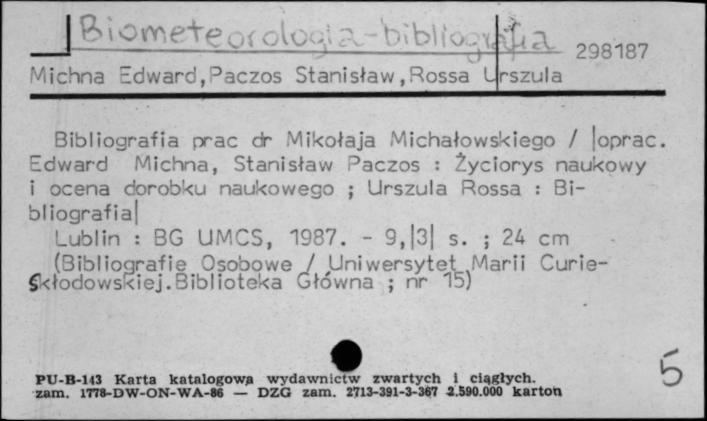 Biometeorologia-bibliografia
298187
Michna Edward,Paczos Stanisław,Rossa Urszula
Bibliografia prac dr Mikołaja Michałowskiego / |oprac.
Edward Michna, Stanisław Paczos : Życiorys naukowy
i ocena dorobku naukowego ; Urszula Rossa : Bi-
bliografia|
Lublin : BG UMCS, 1987. - 9,|3| s. ; 24 cm
(Bibliografie Osobowe / Uniwersytet Marii Curie-
Skłodowskiej.Biblioteka Główna ; nr 15)
5
PU-B-143 Karta katalogowa wydawnictw zwartych i ciągłych.
zam. 1778-DW-ON-WA-86 — DZG zam. 2713-391-3-367 2.590.000 karton